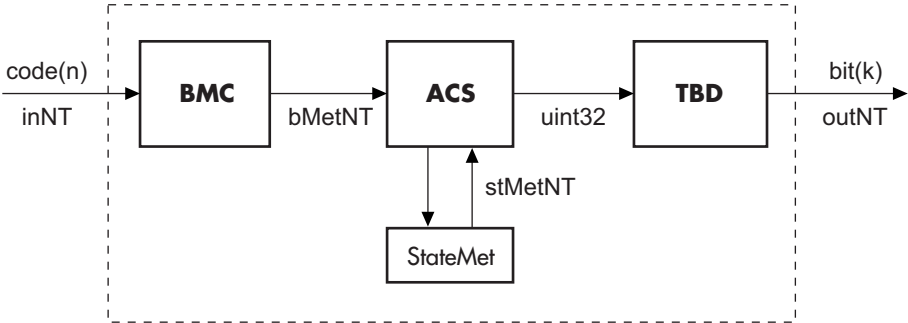 code(n)
inNT
BMC
bMetNT
ACS
uint32
TBD
bit(k)
outNT
stMetNT
StateMet